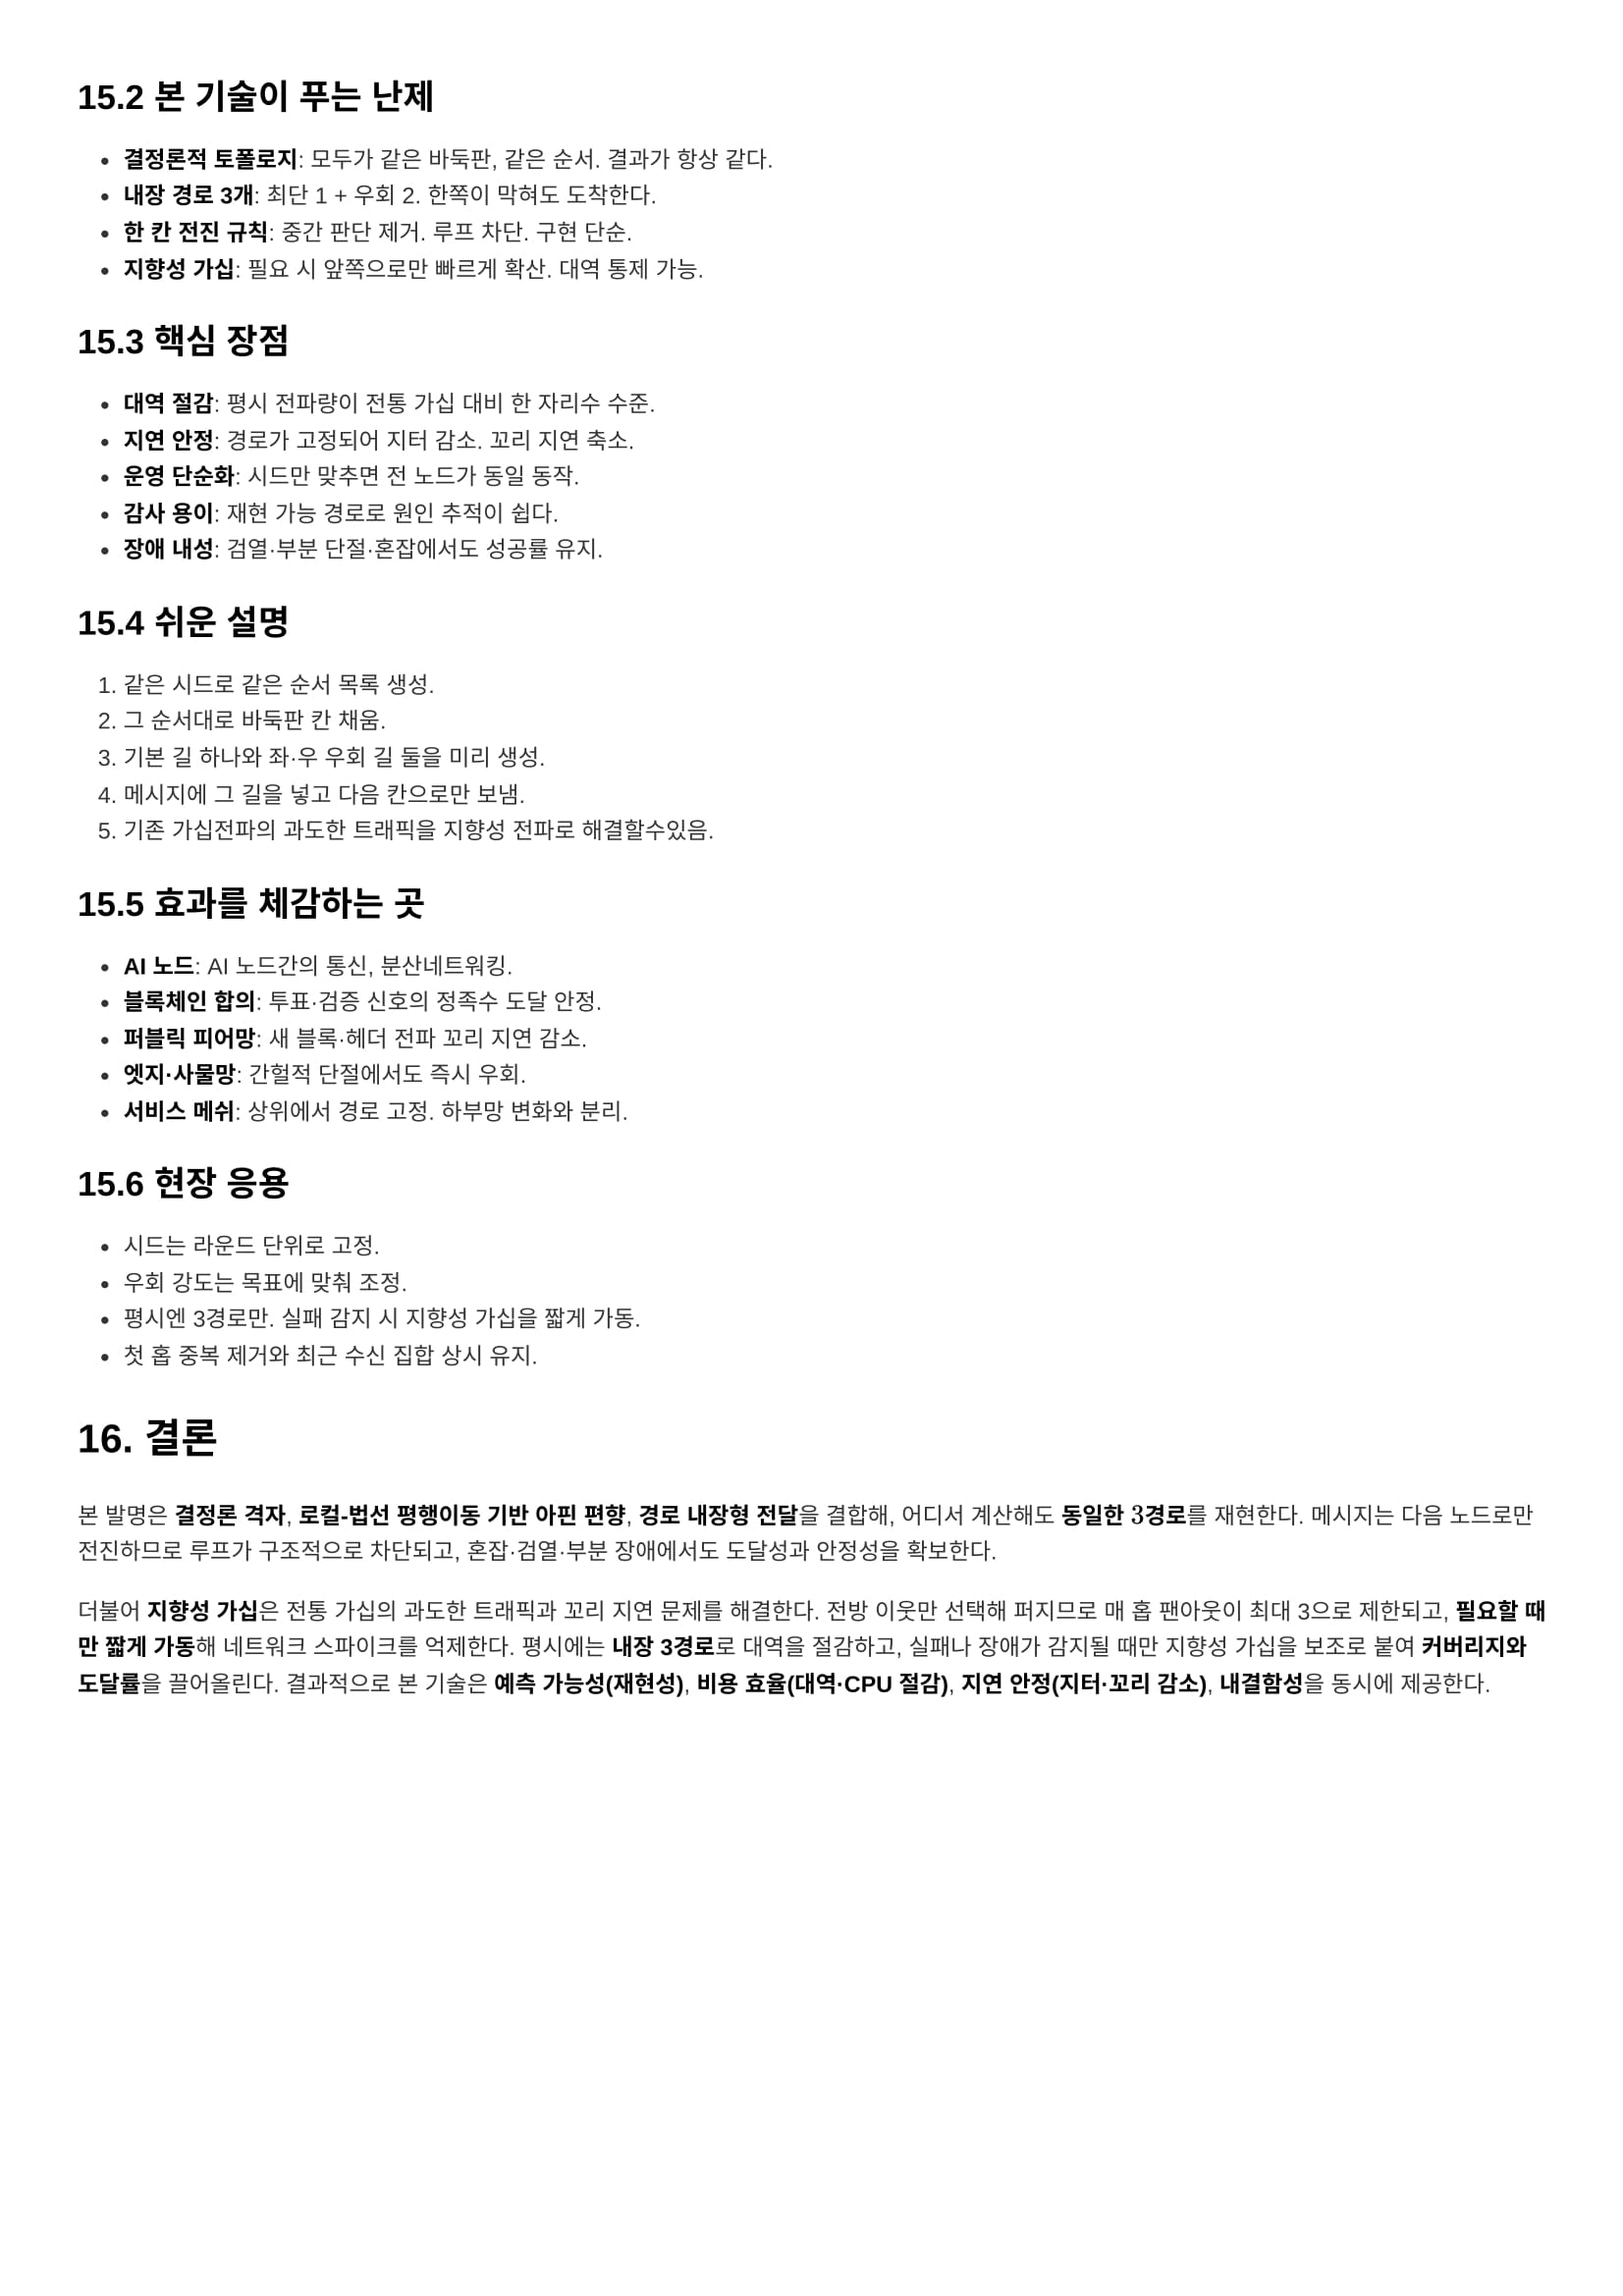 15.2 본 기술이 푸는 난제
• 결정론적 토폴로지: 모두가 같은 바둑판, 같은 순서. 결과가 항상 같다.
• 내장 경로 3개: 최단 1 + 우회 2. 한쪽이 막혀도 도착한다.
• 한 칸 전진 규칙: 중간 판단 제거. 루프 차단. 구현 단순.
• 지향성 가십: 필요 시 앞쪽으로만 빠르게 확산. 대역 통제 가능.
15.3 핵심 장점
• 대역 절감: 평시 전파량이 전통 가십 대비 한 자리수 수준.
• 지연 안정: 경로가 고정되어 지터 감소. 꼬리 지연 축소.
• 운영 단순화: 시드만 맞추면 전 노드가 동일 동작.
• 감사 용이: 재현 가능 경로로 원인 추적이 쉽다.
• 장애 내성: 검열·부분 단절·혼잡에서도 성공률 유지.
15.4 쉬운 설명
1. 같은 시드로 같은 순서 목록 생성.
2. 그 순서대로 바둑판 칸 채움.
3. 기본 길 하나와 좌·우 우회 길 둘을 미리 생성.
4. 메시지에 그 길을 넣고 다음 칸으로만 보냄.
5. 기존 가십전파의 과도한 트래픽을 지향성 전파로 해결할수있음.
15.5 효과를 체감하는 곳
• AI 노드: AI 노드간의 통신, 분산네트워킹.
• 블록체인 합의: 투표·검증 신호의 정족수 도달 안정.
• 퍼블릭 피어망: 새 블록·헤더 전파 꼬리 지연 감소.
• 엣지·사물망: 간헐적 단절에서도 즉시 우회.
• 서비스 메쉬: 상위에서 경로 고정. 하부망 변화와 분리.
15.6 현장 응용
• 시드는 라운드 단위로 고정.
• 우회 강도는 목표에 맞춰 조정.
• 평시엔 3경로만. 실패 감지 시 지향성 가십을 짧게 가동.
• 첫 홉 중복 제거와 최근 수신 집합 상시 유지.
16. 결론
본 발명은 결정론 격자, 로컬-법선 평행이동 기반 아핀 편향, 경로 내장형 전달을 결합해, 어디서 계산해도 동일한 3경로를 재현한다. 메시지는 다음 노드로만
전진하므로 루프가 구조적으로 차단되고, 혼잡·검열·부분 장애에서도 도달성과 안정성을 확보한다.
더불어 지향성 가십은 전통 가십의 과도한 트래픽과 꼬리 지연 문제를 해결한다. 전방 이웃만 선택해 퍼지므로 매 홉 팬아웃이 최대 3으로 제한되고, 필요할 때
만 짧게 가동해 네트워크 스파이크를 억제한다. 평시에는 내장 3경로로 대역을 절감하고, 실패나 장애가 감지될 때만 지향성 가십을 보조로 붙여 커버리지와
도달률을 끌어올린다. 결과적으로 본 기술은 예측 가능성(재현성), 비용 효율(대역·CPU 절감), 지연 안정(지터·꼬리 감소), 내결함성을 동시에 제공한다.